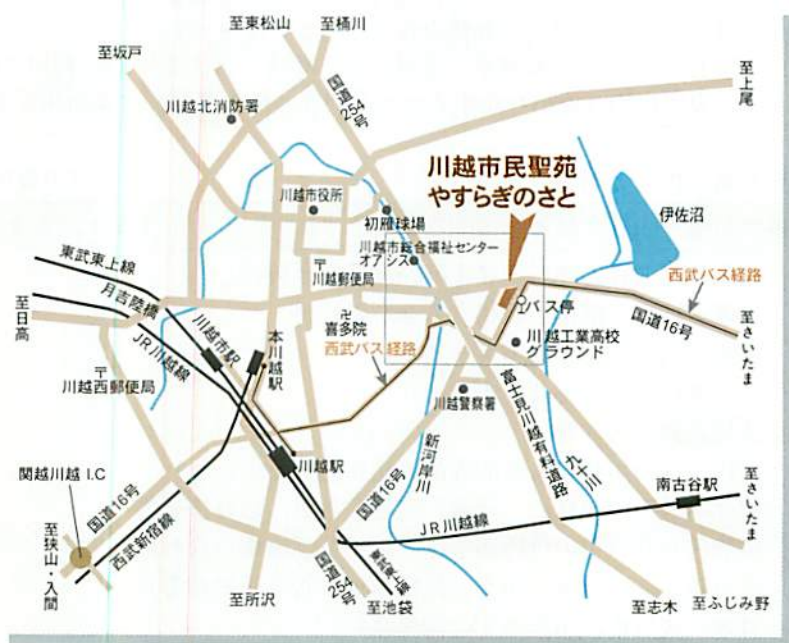 至東松山
至桶川
至坂戸
国道254号
至上尾
川越北消防署
川越市民聖苑
やすらぎのさと
川越市役所
初雁球場
伊佐沼
川越市総合福祉センター
オアシス
東武東上線
〒
川越郵便局
西武バス経路
月吉陸橋
バス停
至日高
川越市駅
本川越駅
卍
喜多院
国道16号
至さいたま
JR川越線
西武バス経路
川越工業高校
グラウンド
〒
川越西郵便局
川越警察署
富士見川越有料道路
新河岸川
九十川
川越駅
関越川越 I.C
国道16号
国道16号
南古谷駅
至さいたま
西武新宿線
JR川越線
至狭山・入間
国道254号
東武東上線
至所沢
至池袋
至志木
至ふじみ野